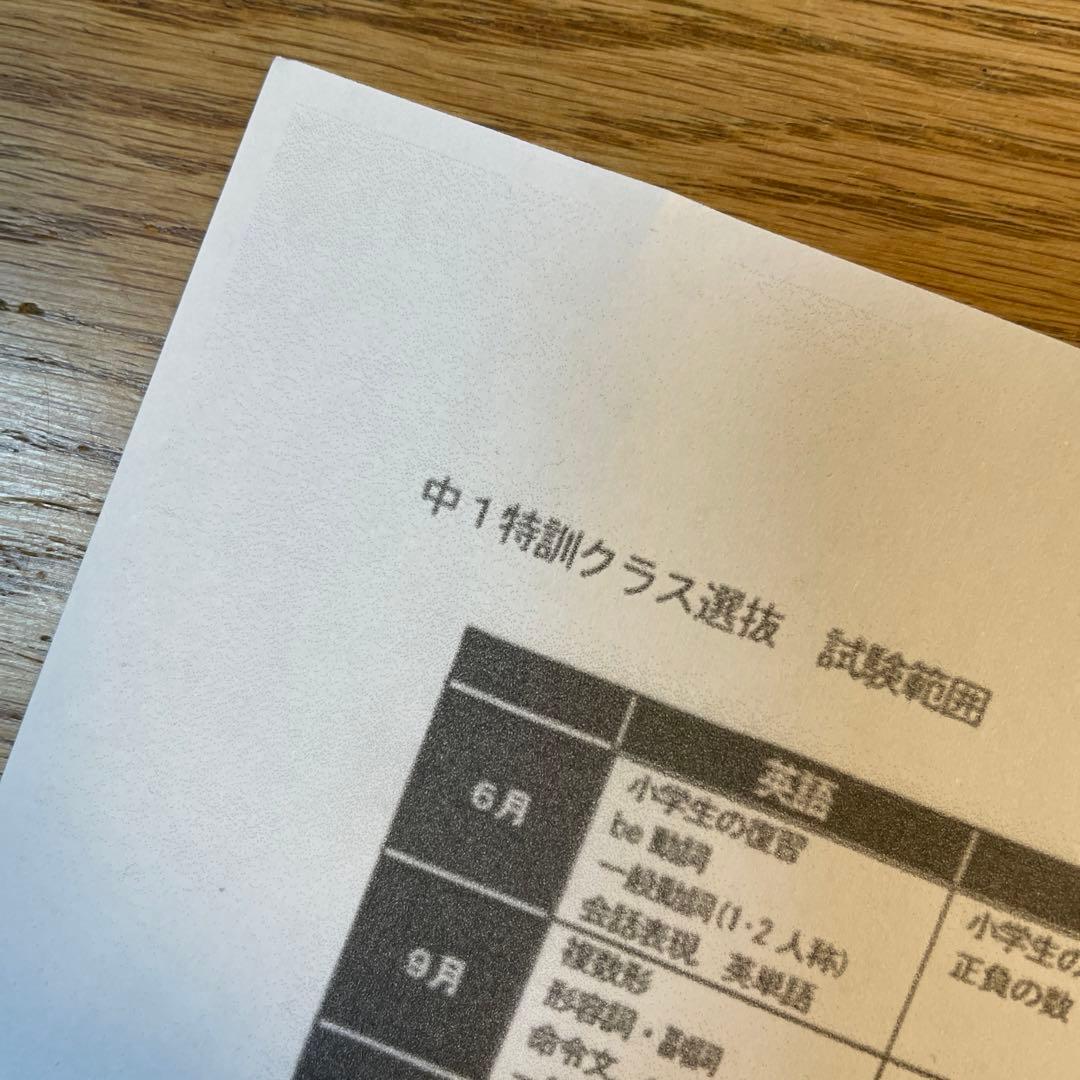 中1特訓クラス選抜　試験範囲
英語
6月
小学生の復習
be 動詞
一般動詞(1・2人称)
会話表現　英単語
小学生の
正負の数
9月
複数形
形容詞・副詞
命令文